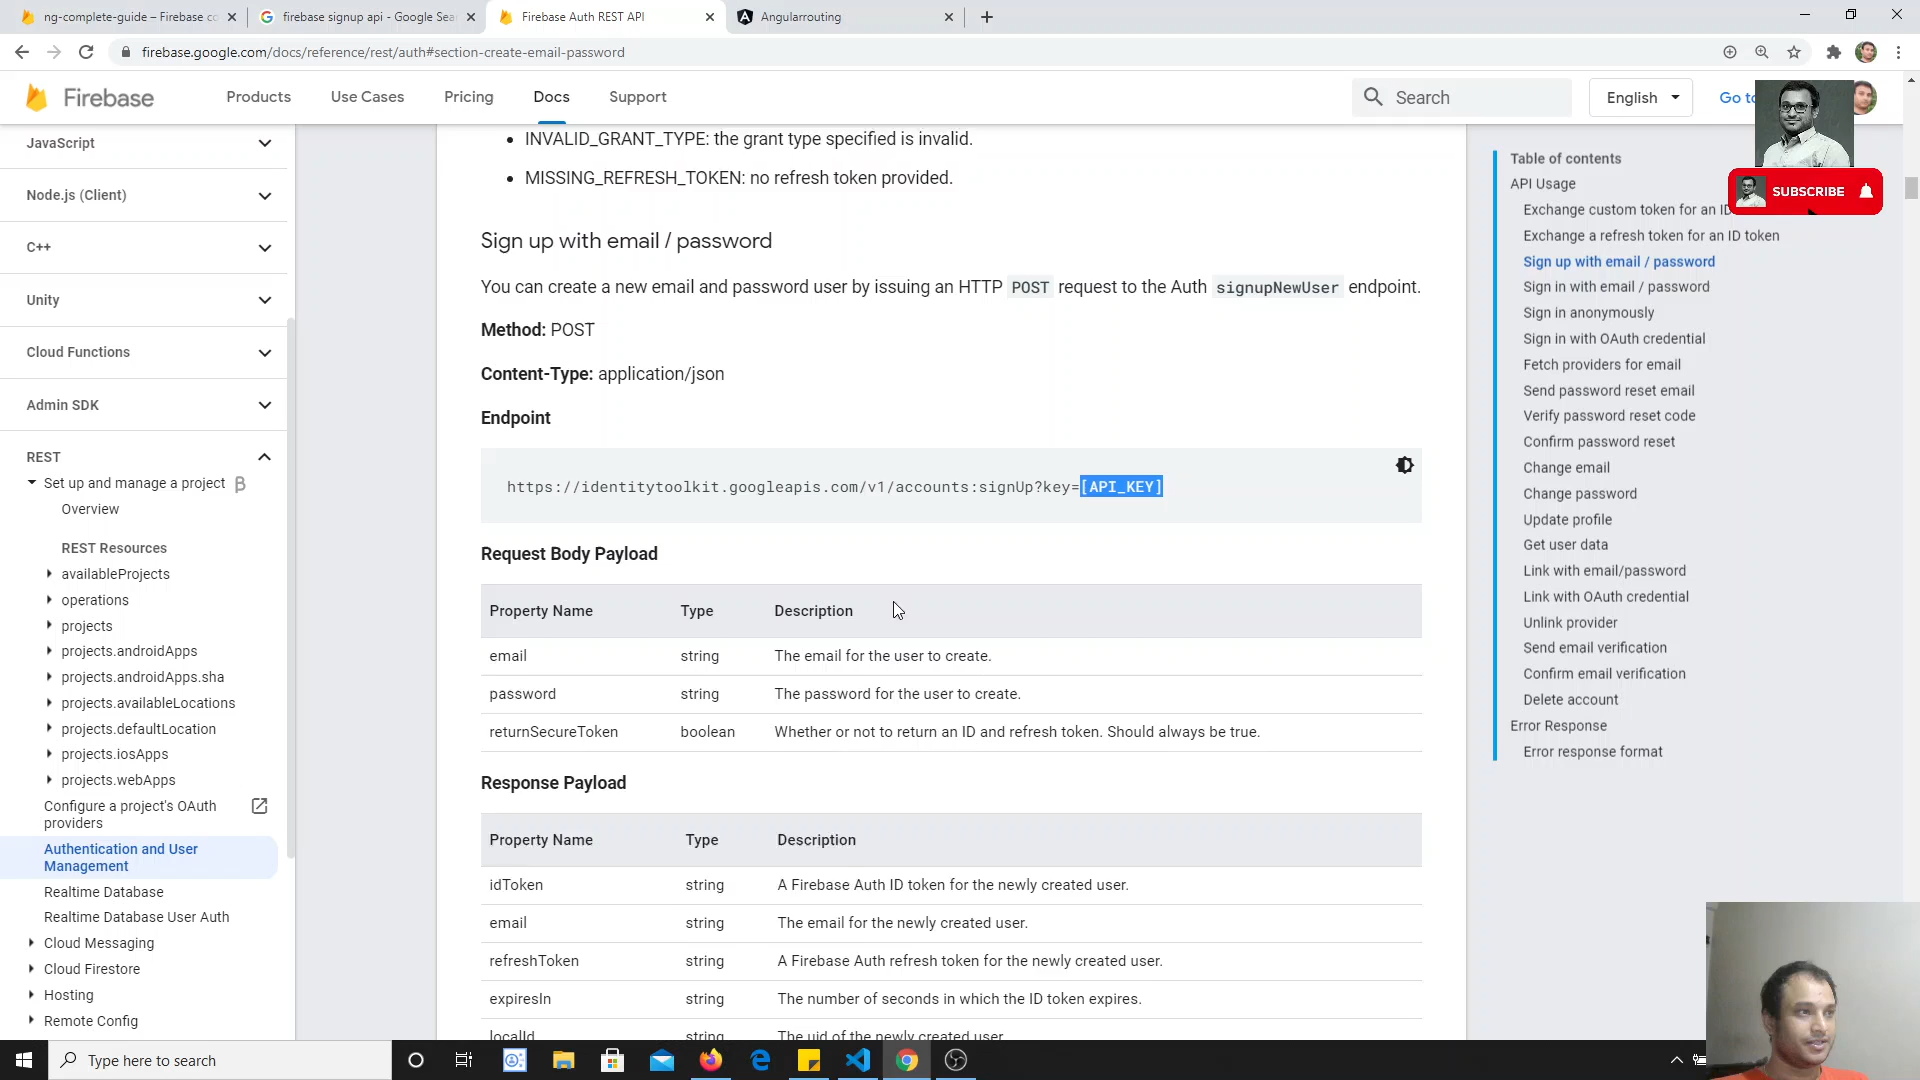 ng-complete-guide – Firebase co
firebase signup api - Google Sea
Firebase Auth REST API
Angularrouting
firebase.google.com/docs/reference/rest/auth#section-create-email-password
Firebase
Products
Use Cases
Pricing
Docs
Support
Search
English
Go to
SUBSCRIBE
JavaScript
Node.js (Client)
C++
Unity
Cloud Functions
Admin SDK
REST
Set up and manage a project β
Overview
REST Resources
availableProjects
operations
projects
projects.androidApps
projects.androidApps.sha
projects.availableLocations
projects.defaultLocation
projects.iosApps
projects.webApps
Configure a project's OAuth
providers
Authentication and User
Management
Realtime Database
Realtime Database User Auth
Cloud Messaging
Cloud Firestore
Hosting
Remote Config
INVALID_GRANT_TYPE: the grant type specified is invalid.
MISSING_REFRESH_TOKEN: no refresh token provided.
Sign up with email / password
You can create a new email and password user by issuing an HTTP POST request to the Auth signupNewUser endpoint.
Method: POST
Content-Type: application/json
Endpoint
https://identitytoolkit.googleapis.com/v1/accounts:signUp?key=[API_KEY]
Request Body Payload
Property Name Type Description
email string The email for the user to create.
password string The password for the user to create.
returnSecureToken boolean Whether or not to return an ID and refresh token. Should always be true.
Response Payload
Property Name Type Description
idToken string A Firebase Auth ID token for the newly created user.
email string The email for the newly created user.
refreshToken string A Firebase Auth refresh token for the newly created user.
expiresIn string The number of seconds in which the ID token expires.
localId string The uid of the newly created user
Table of contents
API Usage
Exchange custom token for an ID
Exchange a refresh token for an ID token
Sign up with email / password
Sign in with email / password
Sign in anonymously
Sign in with OAuth credential
Fetch providers for email
Send password reset email
Verify password reset code
Confirm password reset
Change email
Change password
Update profile
Get user data
Link with email/password
Link with OAuth credential
Unlink provider
Send email verification
Confirm email verification
Delete account
Error Response
Error response format
Type here to search